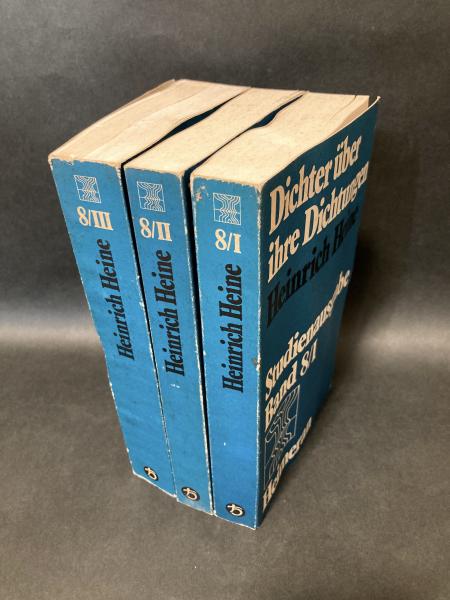 8/III
Heinrich Heine
8/II
Heinrich Heine
8/I
Heinrich Heine
Dichter über
ihre Dichtungen
Heinrich Heine
Studienausgabe
Band 8/I
Heimeran